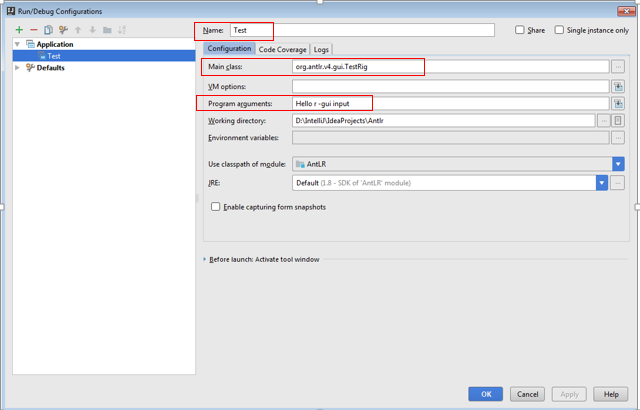 Run/Debug Configurations
Application
Test
Defaults
Name: Test
Share
Single instance only
Configuration Code Coverage Logs
Main class: org.antlr.v4.gui.TestRig ...
VM options:
Program arguments: Hello r -gui input
Working directory: D:\IntelliJ\IdeaProjects\Antlr ...
Environment variables: ...
Use classpath of module: AntLR
JRE: Default (1.8 - SDK of 'AntLR' module) ...
Enable capturing form snapshots
Before launch: Activate tool window
OK Cancel Apply Help